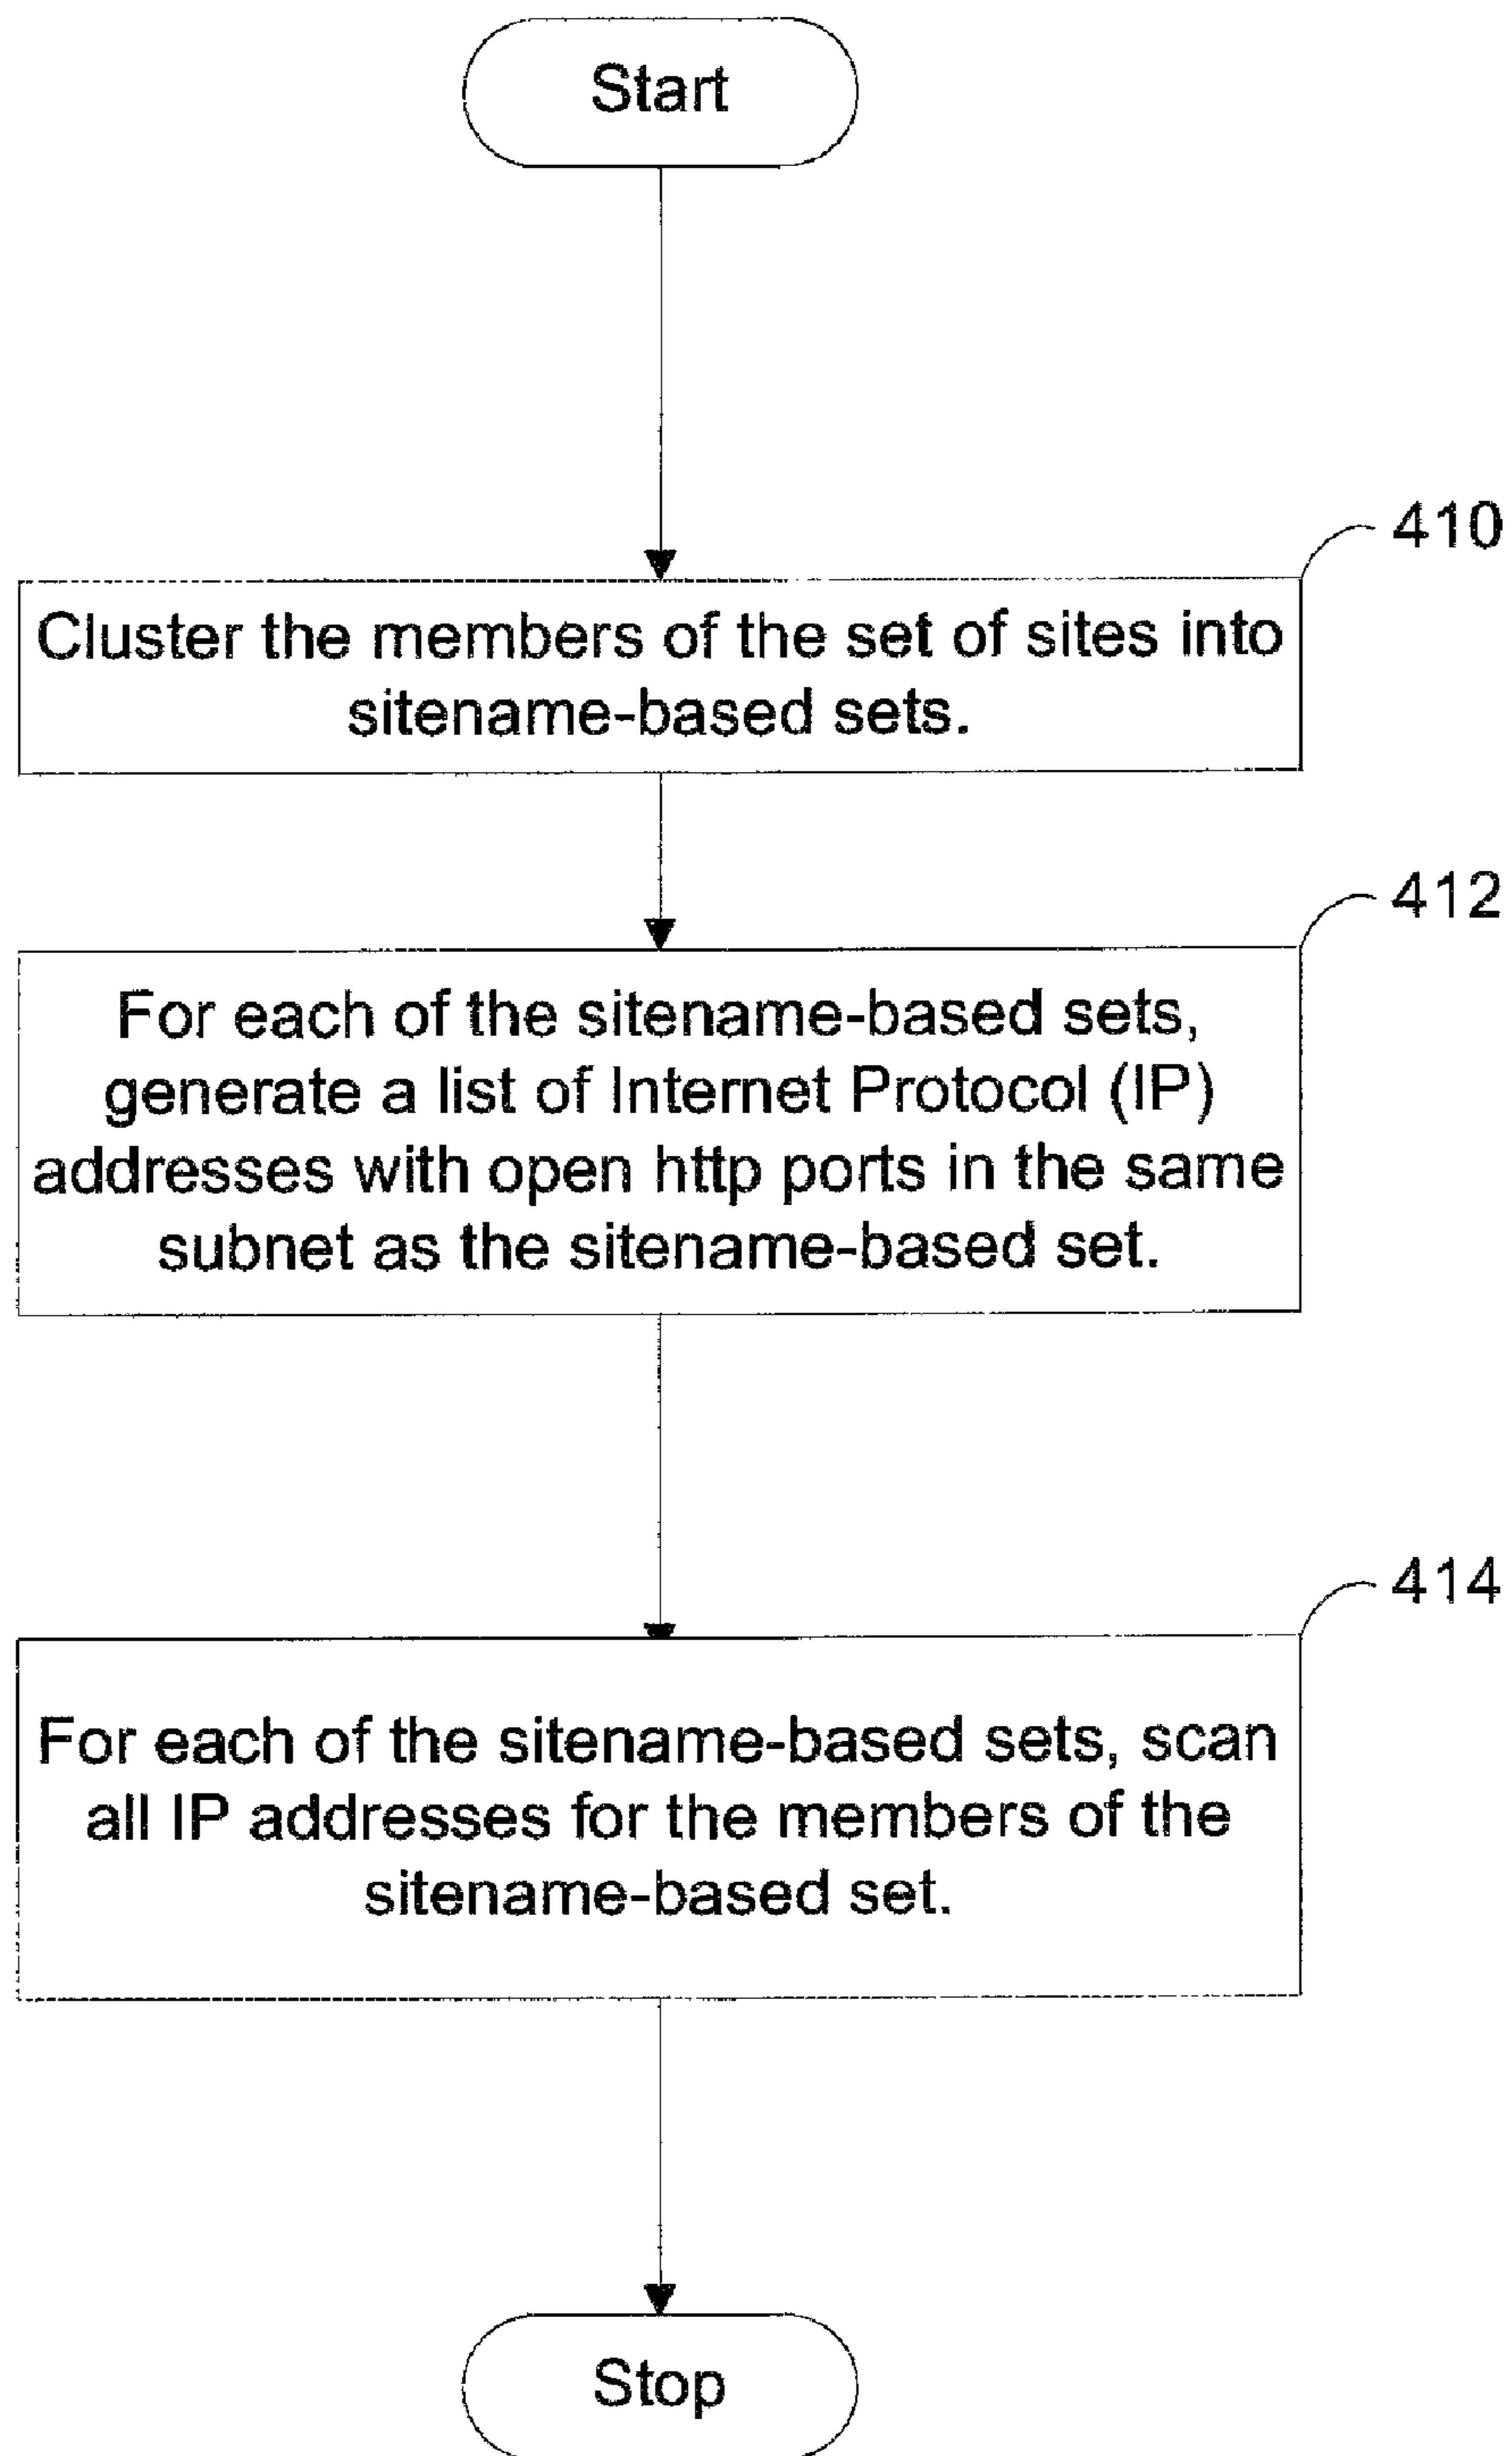 Start
410
Cluster the members of the set of sites into
sitename-based sets.
412
For each of the sitename-based sets,
generate a list of Internet Protocol (IP)
addresses with open http ports in the same
subnet as the sitename-based set.
414
For each of the sitename-based sets, scan
all IP addresses for the members of the
sitename-based set.
Stop